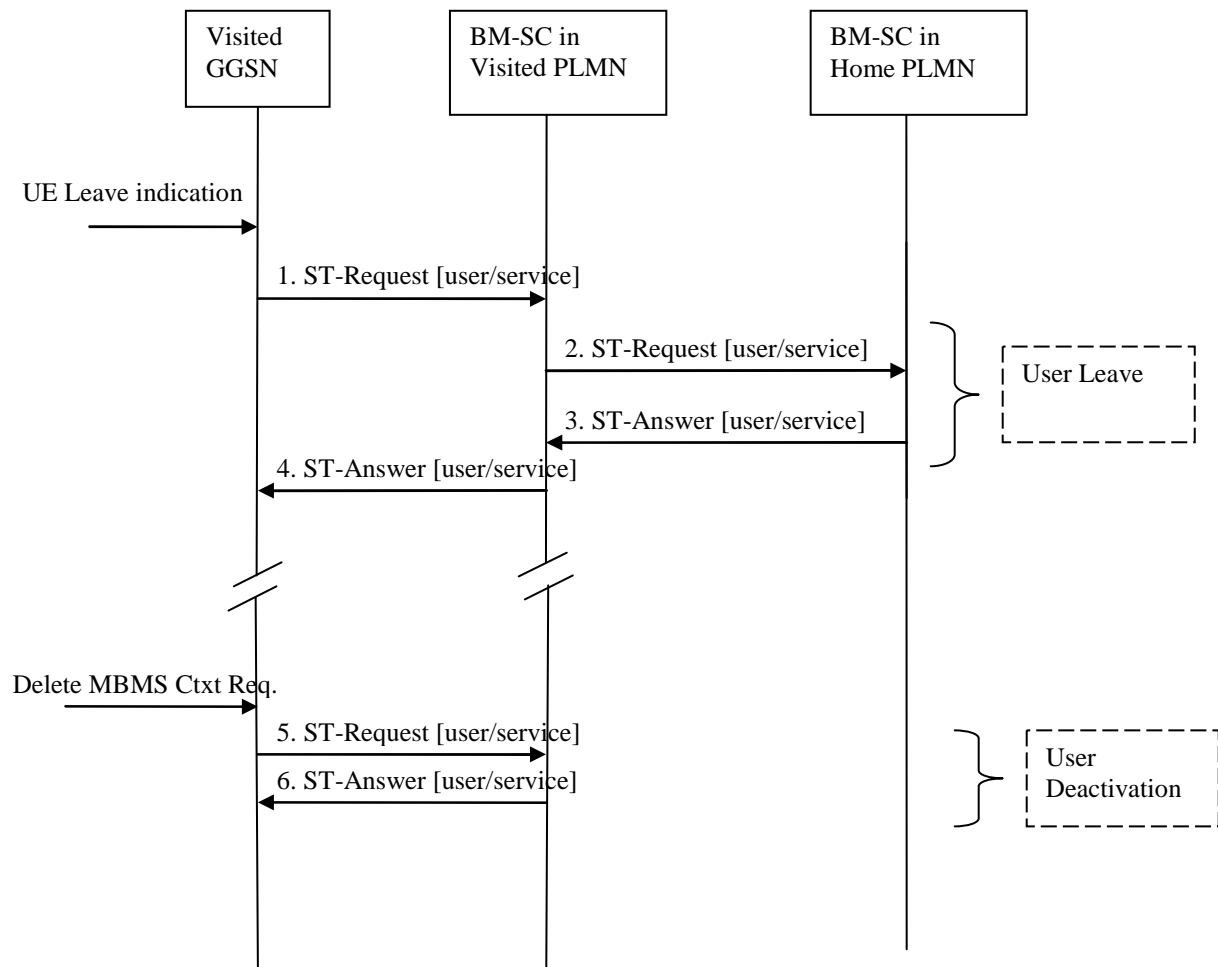 Visited
GGSN
BM-SC in
Visited PLMN
BM-SC in
Home PLMN
UE Leave indication
1. ST-Request [user/service]
2. ST-Request [user/service]
User Leave
3. ST-Answer [user/service]
4. ST-Answer [user/service]
Delete MBMS Ctxt Req.
5. ST-Request [user/service]
User
Deactivation
6. ST-Answer [user/service]